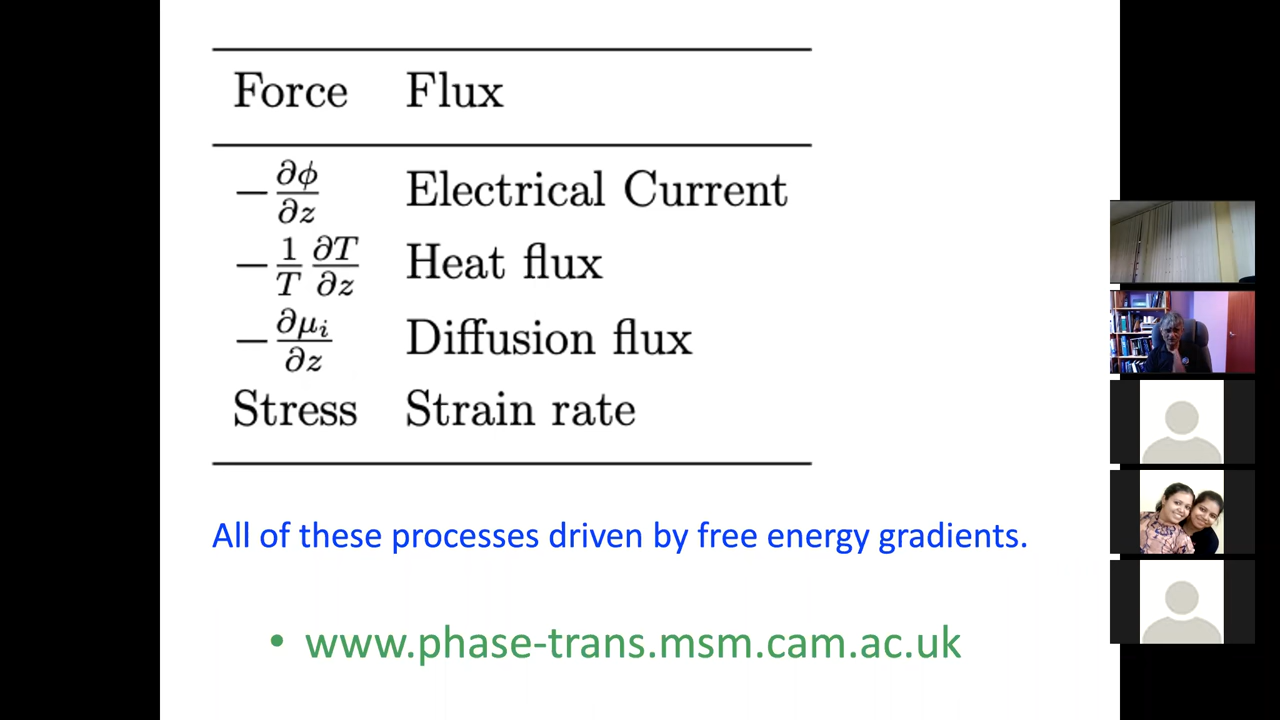 Force Flux
−∂ϕ/∂z Electrical Current
−1/T ∂T/∂z Heat flux
−∂μᵢ/∂z Diffusion flux
Stress Strain rate
All of these processes driven by free energy gradients.
• www.phase-trans.msm.cam.ac.uk